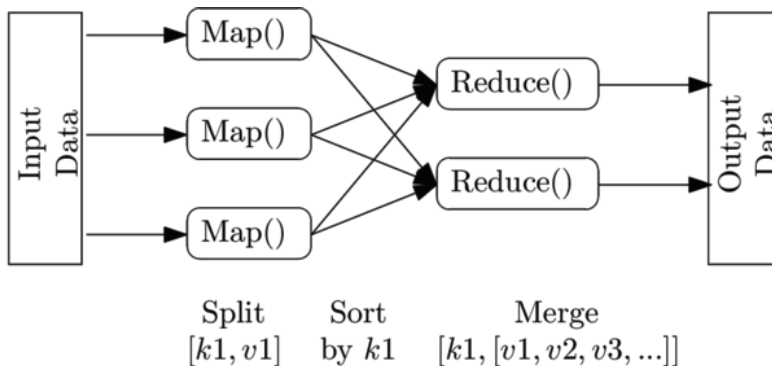 Input
Data
Map()
Map()
Map()
Reduce()
Reduce()
Output
Data
Split
[k1, v1]
Sort
by k1
Merge
[k1, [v1, v2, v3, ...]]